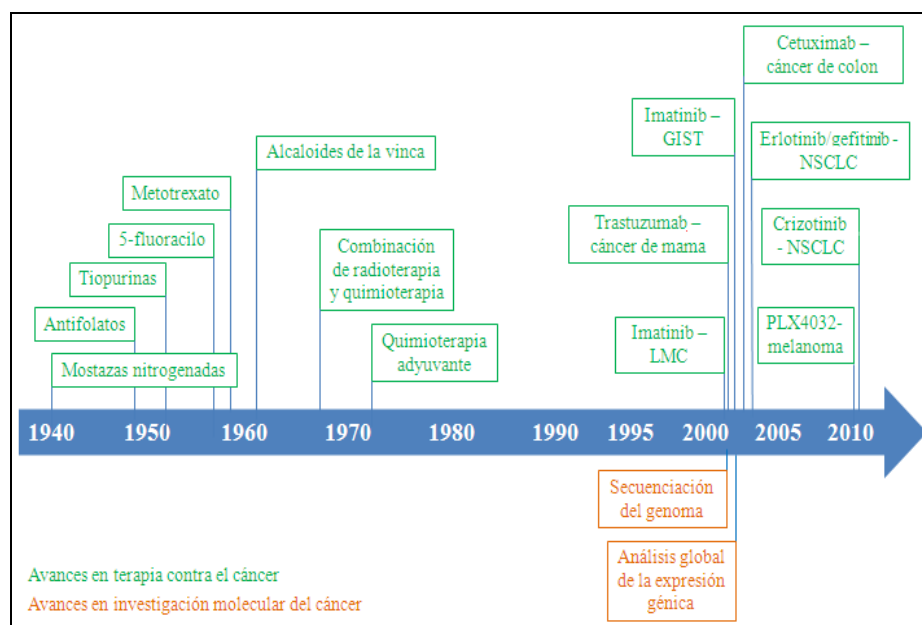 Cetuximab –
cáncer de colon
Imatinib –
GIST
Erlotinib/gefitinib -
NSCLC
Alcaloides de la vinca
Metotrexato
Trastuzumab –
cáncer de mama
Crizotinib
- NSCLC
5-fluoracilo
Combinación
de radioterapia
y quimioterapia
Tiopurinas
Antifolatos
Imatinib –
LMC
PLX4032-
melanoma
Quimioterapia
adyuvante
Mostazas nitrogenadas
1940 1950 1960 1970 1980 1990 1995 2000 2005 2010
Secuenciación
del genoma
Análisis global
de la expresión
génica
Avances en terapia contra el cáncer
Avances en investigación molecular del cáncer